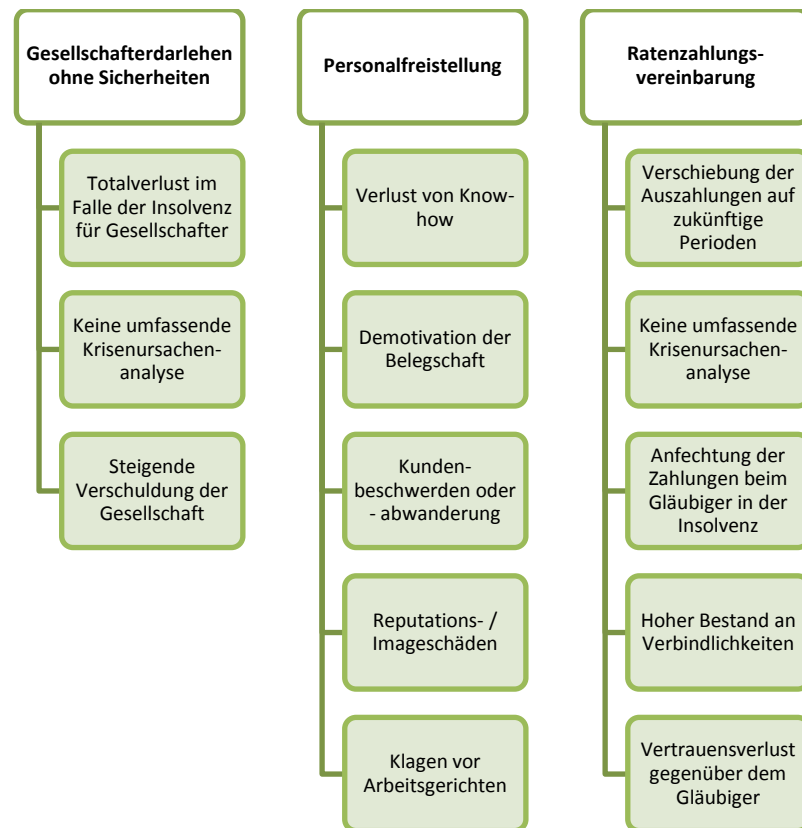 Gesellschafterdarlehen
ohne Sicherheiten
Totalverlust im
Falle der Insolvenz
für Gesellschafter
Keine umfassende
Krisenursachen-
analyse
Steigende
Verschuldung der
Gesellschaft
Personalfreistellung
Verlust von Know-
how
Demotivation der
Belegschaft
Kunden-
beschwerden oder
- abwanderung
Reputations- /
Imageschäden
Klagen vor
Arbeitsgerichten
Ratenzahlungs-
vereinbarung
Verschiebung der
Auszahlungen auf
zukünftige
Perioden
Keine umfassende
Krisenursachen-
analyse
Anfechtung der
Zahlungen beim
Gläubiger in der
Insolvenz
Hoher Bestand an
Verbindlichkeiten
Vertrauensverlust
gegenüber dem
Gläubiger